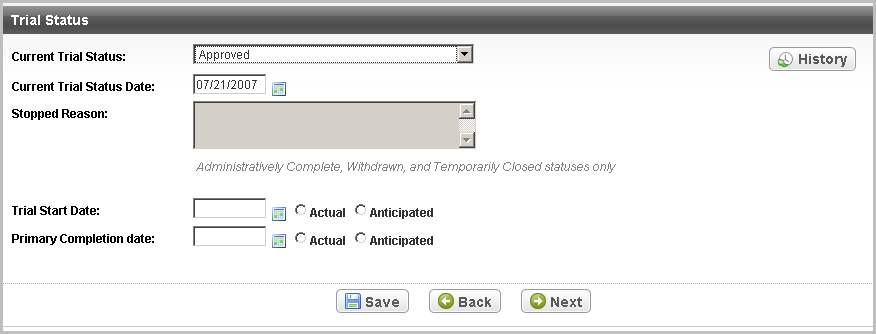 Trial Status
Current Trial Status: Approved
History
Current Trial Status Date: 07/21/2007
Stopped Reason:
Administratively Complete, Withdrawn, and Temporarily Closed statuses only
Trial Start Date: Actual Anticipated
Primary Completion date: Actual Anticipated
Save Back Next